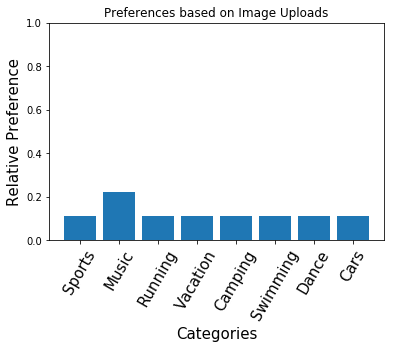 Preferences based on Image Uploads
Relative Preference
1.0
0.8
0.6
0.4
0.2
0.0
Sports
Music
Running
Vacation
Camping
Swimming
Dance
Cars
Categories